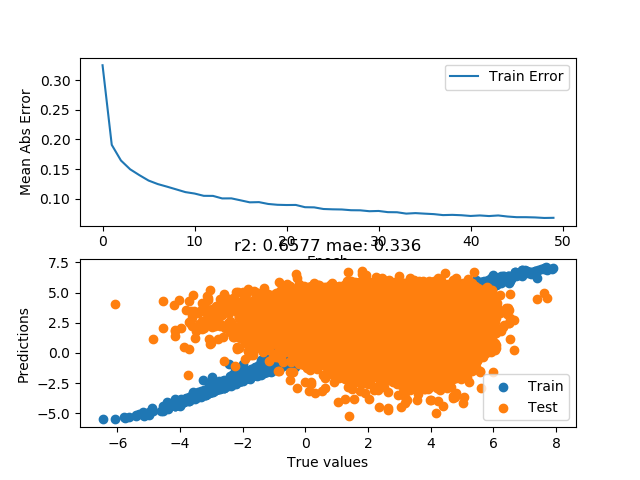 Train Error
Mean Abs Error
0.30
0.25
0.20
0.15
0.10
0 10 20 30 40 50
Epoch
r2: 0.6577 mae: 0.336
Predictions
7.5
5.0
2.5
0.0
−2.5
−5.0
Train
Test
−6 −4 −2 0 2 4 6 8
True values